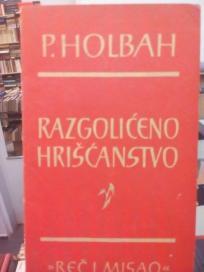 P. HOLBAH
RAZGOLIĆENO
HRIŠĆANSTVO
»REČ I MISAO«